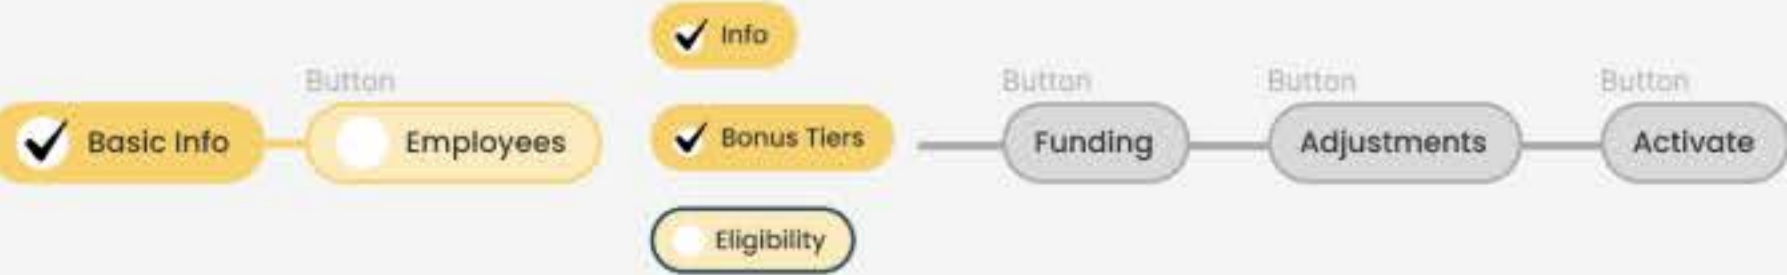 Info
Button
Button
Button
Button
Basic Info
Employees
Bonus Tiers
Funding
Adjustments
Activate
Eligibility